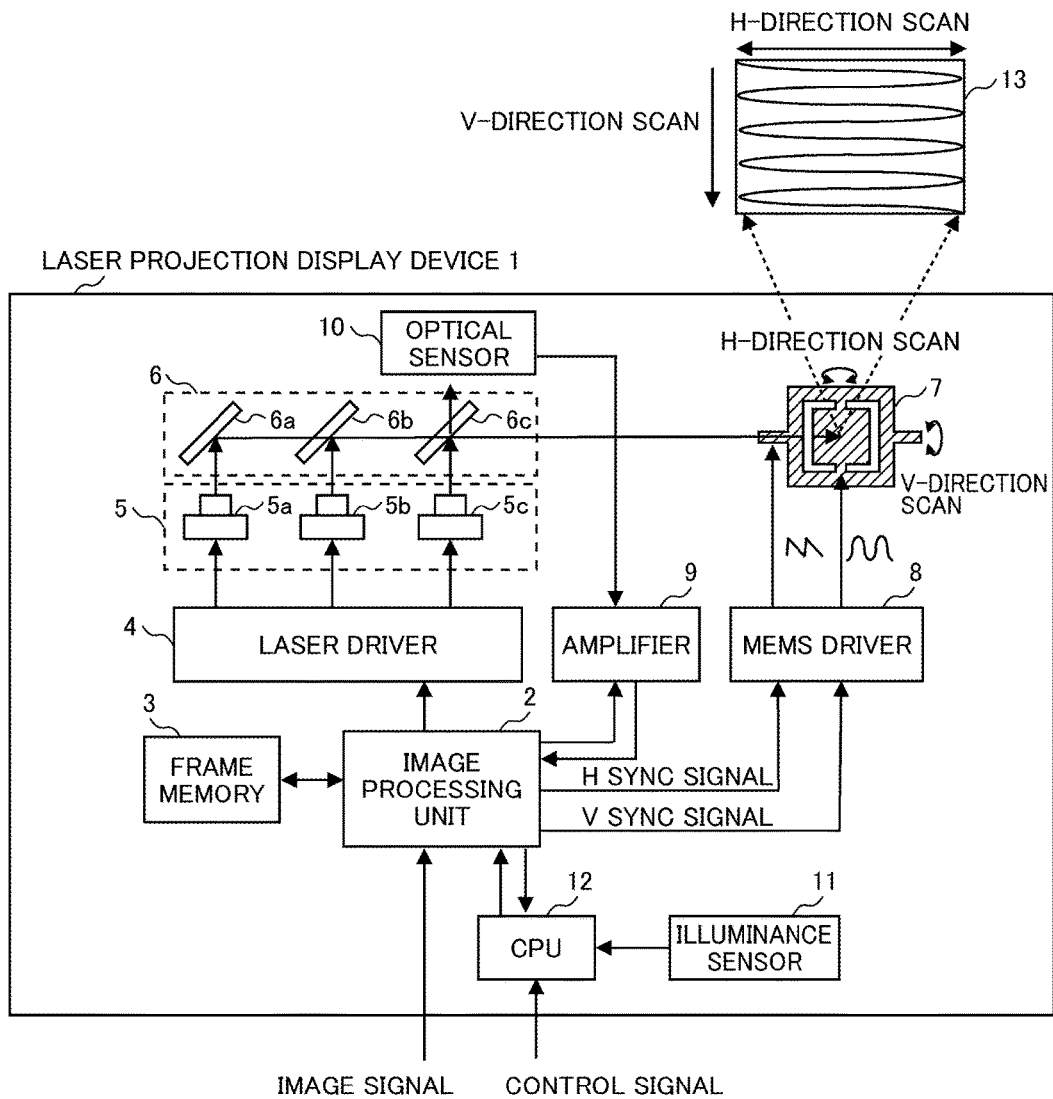 H-DIRECTION SCAN
13
V-DIRECTION SCAN
LASER PROJECTION DISPLAY DEVICE 1
10
OPTICAL
SENSOR
H-DIRECTION SCAN
6
7
6a
6b
6c
5
5a
5b
5c
V-DIRECTION
SCAN
4
LASER DRIVER
9
AMPLIFIER
8
MEMS DRIVER
3
FRAME
MEMORY
2
IMAGE
PROCESSING
UNIT
H SYNC SIGNAL
V SYNC SIGNAL
12
CPU
11
ILLUMINANCE
SENSOR
IMAGE SIGNAL
CONTROL SIGNAL